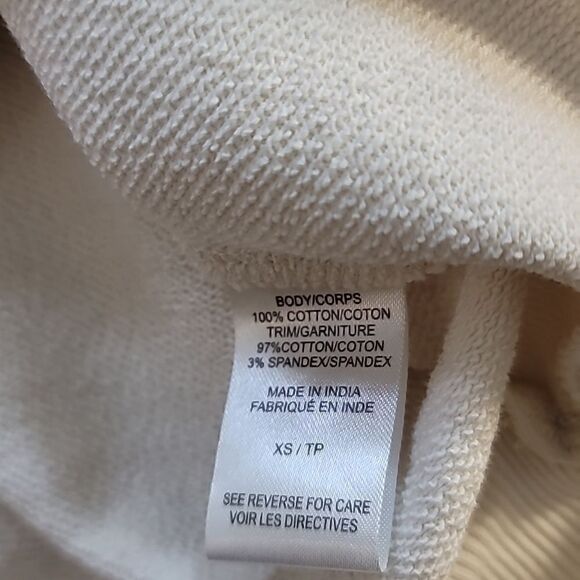 BODY/CORPS
100% COTTON/COTON
TRIM/GARNITURE
97%COTTON/COTON
3% SPANDEX/SPANDEX
MADE IN INDIA
FABRIQUÉ EN INDE
XS / TP
SEE REVERSE FOR CARE
VOIR LES DIRECTIVES